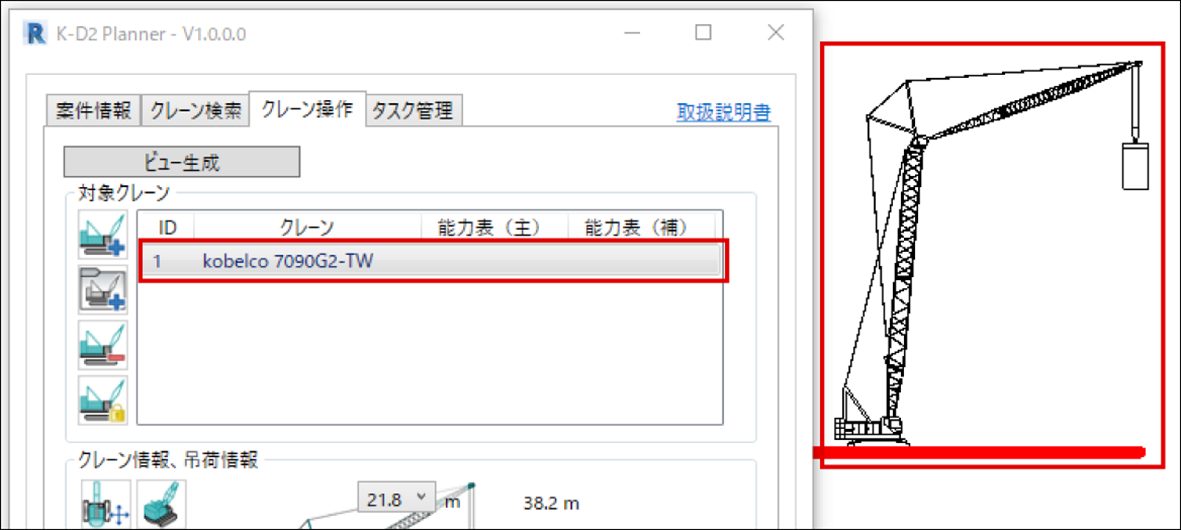 K-D2 Planner - V1.0.0.0
案件情報 クレーン検索 クレーン操作 タスク管理 取扱説明書
ビュー生成
対象クレーン
ID クレーン 能力表（主） 能力表（補）
1 kobelco 7090G2-TW
クレーン情報、吊荷情報
21.8 m 38.2 m